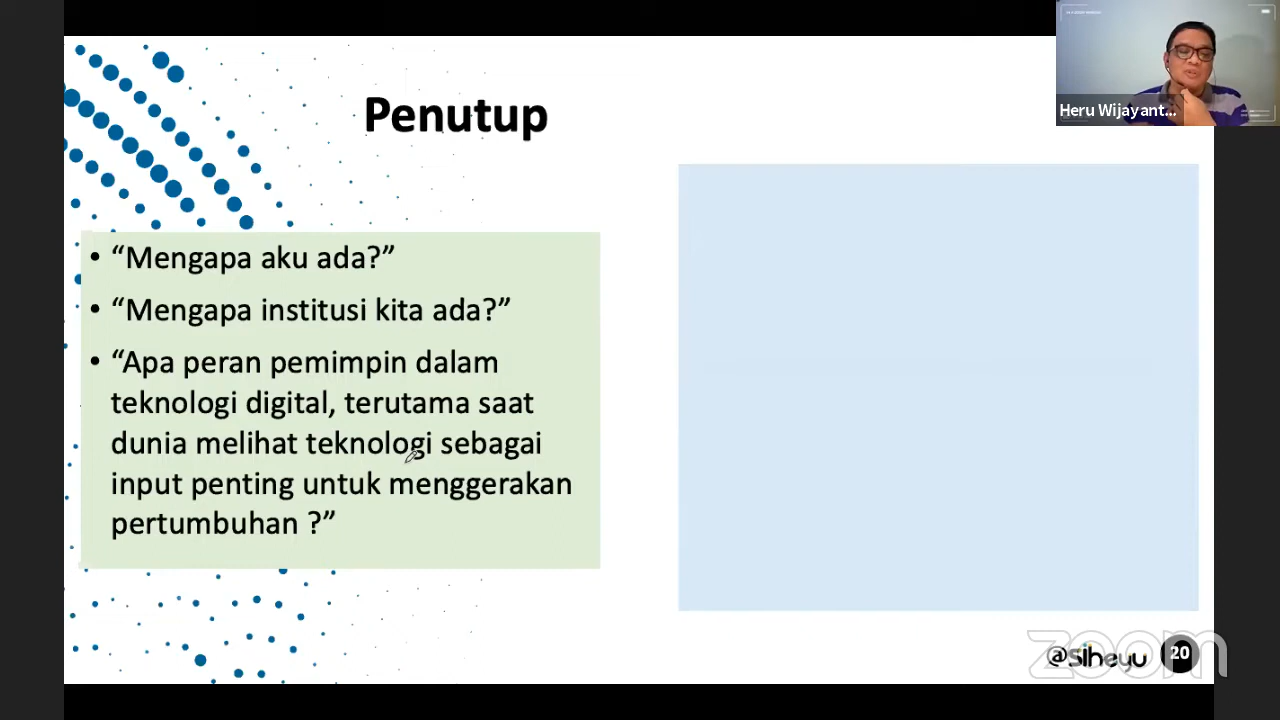 Penutup
Heru Wijayant...
• “Mengapa aku ada?”
• “Mengapa institusi kita ada?”
• “Apa peran pemimpin dalam
teknologi digital, terutama saat
dunia melihat teknologi sebagai
input penting untuk menggerakan
pertumbuhan ?”
zoom
@siheyu
20